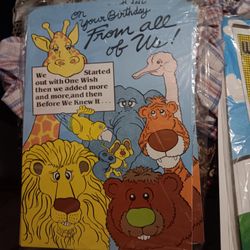 on
Your Birthday
From all
of Us!
We Started
out with One Wish
then we added more
and more, and then
Before We Knew It . . .